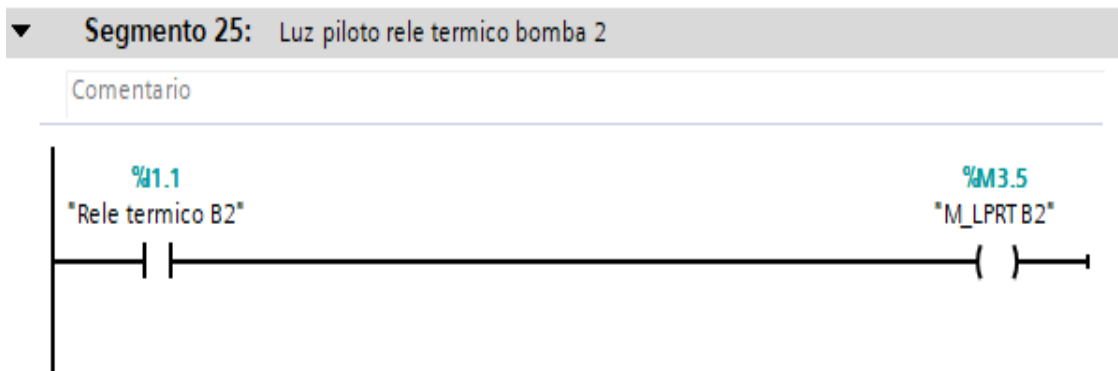 Segmento 25: Luz piloto rele termico bomba 2
Comentario
%I1.1
"Rele termico B2"
%M3.5
"M_LPRT B2"